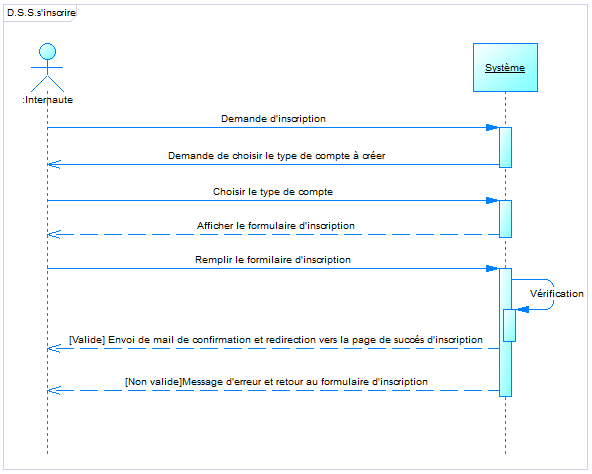 D.S.S.s'inscrire
Système
:Internaute
Demande d'inscription
Demande de choisir le type de compte à créer
Choisir le type de compte
Afficher le formulaire d'inscription
Remplir le formilaire d'inscription
Vérification
[Valide] Envoi de mail de confirmation et redirection vers la page de succés d'inscription
[Non valide]Message d'erreur et retour au formulaire d'inscription